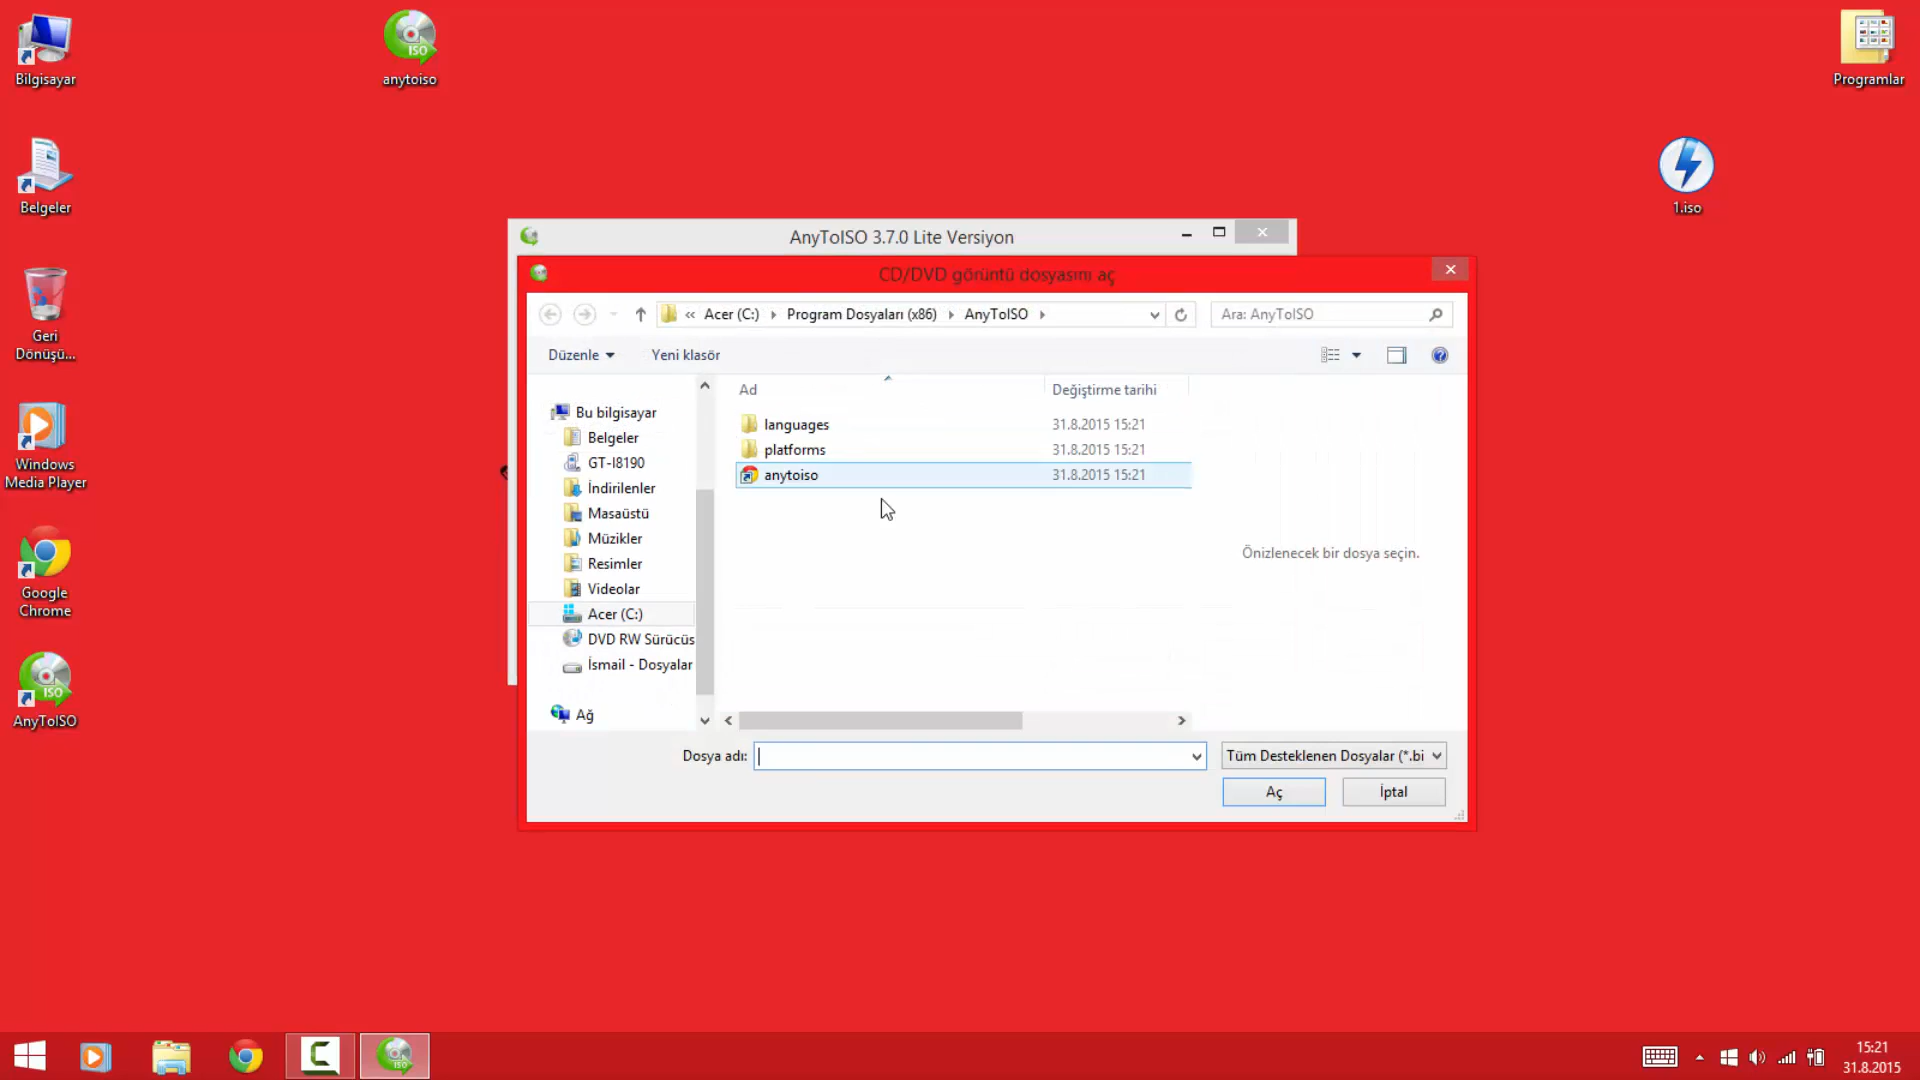 Bilgisayar
anytoiso
Programlar
Belgeler
1.iso
Geri
Dönüşü...
Windows
Media Player
Google
Chrome
AnyToISO
AnyToISO 3.7.0 Lite Versiyon
CD/DVD görüntü dosyasını aç
« Acer (C:) Program Dosyaları (x86) AnyToISO
Ara: AnyToISO
Düzenle
Yeni klasör
Ad
Değiştirme tarihi
Bu bilgisayar
Belgeler
GT-I8190
İndirilenler
Masaüstü
Müzikler
Resimler
Videolar
Acer (C:)
DVD RW Sürücüs
İsmail - Dosyalar
Ağ
languages 31.8.2015 15:21
platforms 31.8.2015 15:21
anytoiso 31.8.2015 15:21
Önizlenecek bir dosya seçin.
Dosya adı:
Tüm Desteklenen Dosyalar (*.bi
Aç
İptal
15:21
31.8.2015